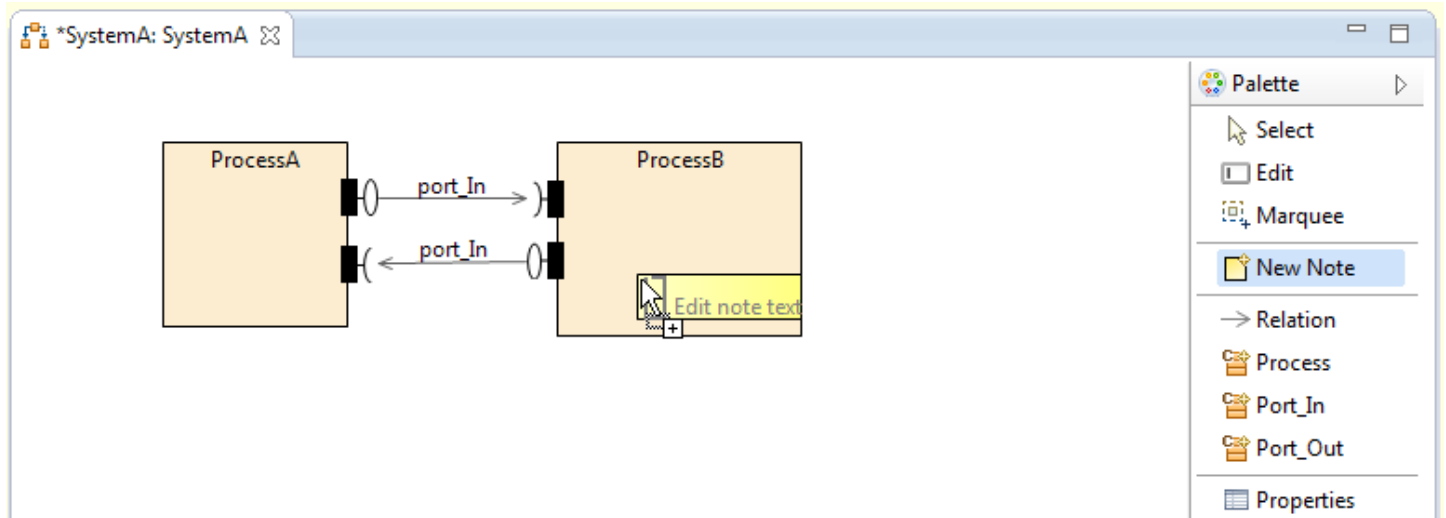 *SystemA: SystemA
Palette
Select
Edit
Marquee
New Note
Relation
Process
Port_In
Port_Out
Properties
ProcessA
port_In
port_In
ProcessB
Edit note text